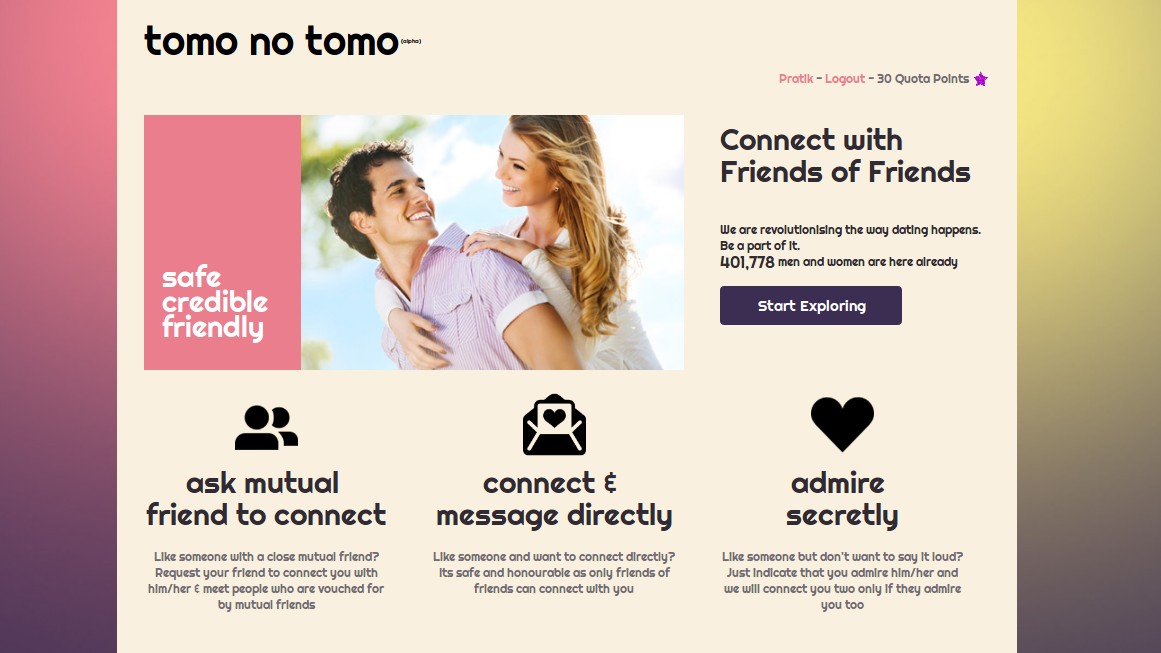 tomo no tomo (alpha)
Pratik - Logout - 30 Quota Points
safe
credible
friendly
Connect with
Friends of Friends
We are revolutionising the way dating happens.
Be a part of it.
401,778 men and women are here already
Start Exploring
ask mutual
friend to connect
Like someone with a close mutual friend?
Request your friend to connect you with
him/her & meet people who are vouched for
by mutual friends
connect &
message directly
Like someone and want to connect directly?
Its safe and honourable as only friends of
friends can connect with you
admire
secretly
Like someone but don't want to say it loud?
Just indicate that you admire him/her and
we will connect you two only if they admire
you too